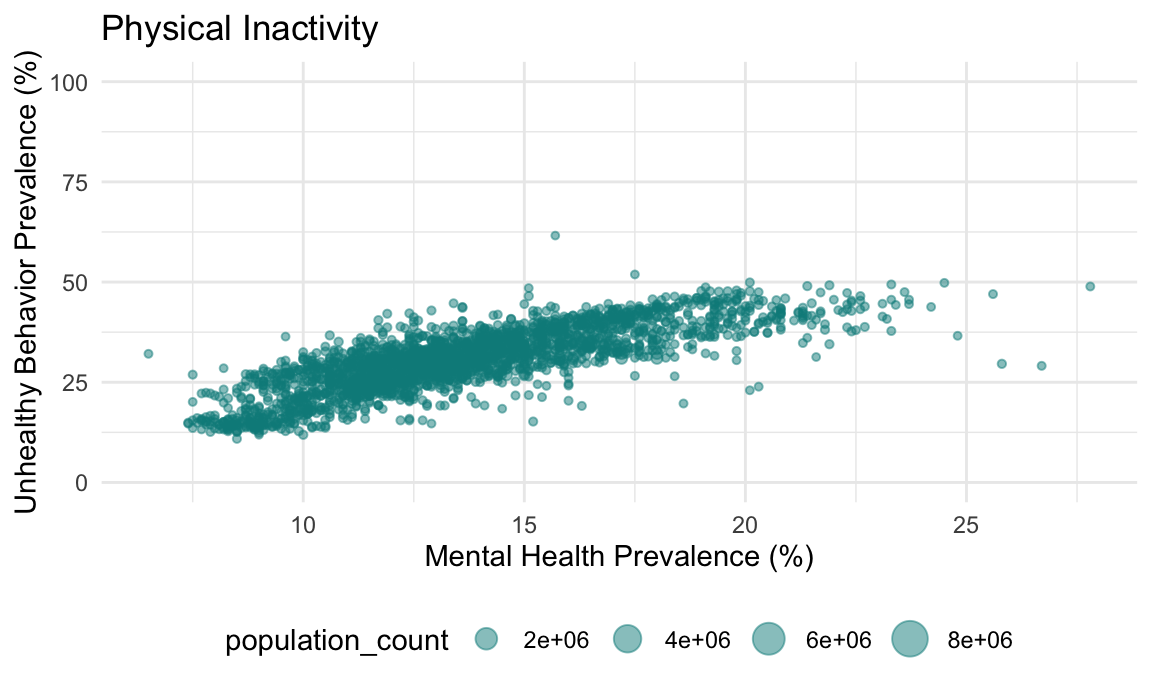 Physical Inactivity
Unhealthy Behavior Prevalence (%)
100
75
50
25
0
10 15 20 25
Mental Health Prevalence (%)
population_count 2e+06 4e+06 6e+06 8e+06